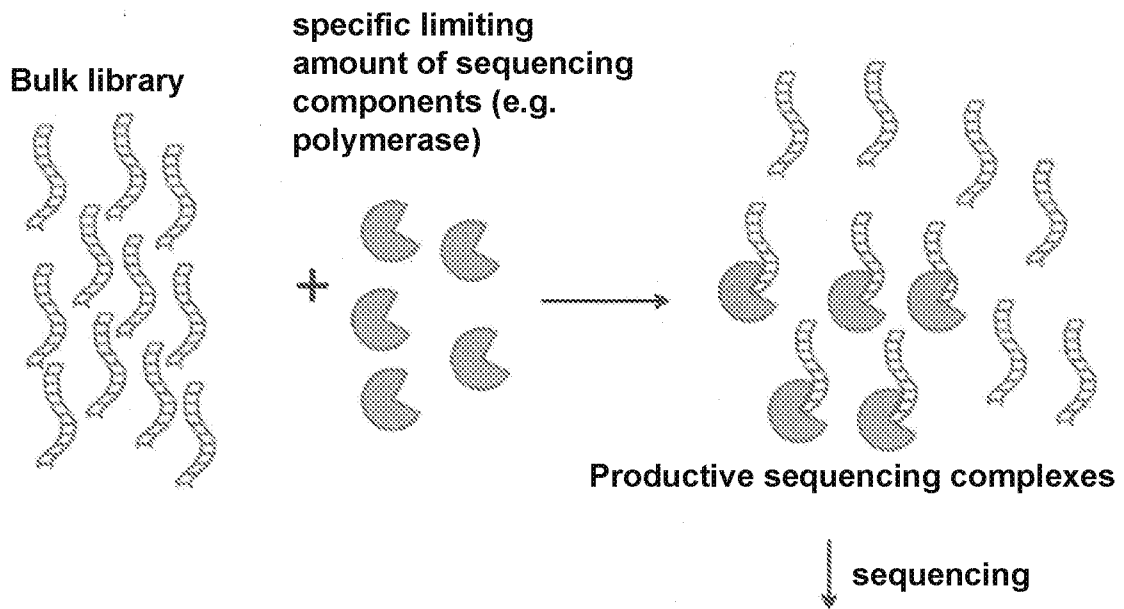 Bulk library
specific limiting
amount of sequencing
components (e.g.
polymerase)
+
Productive sequencing complexes
sequencing